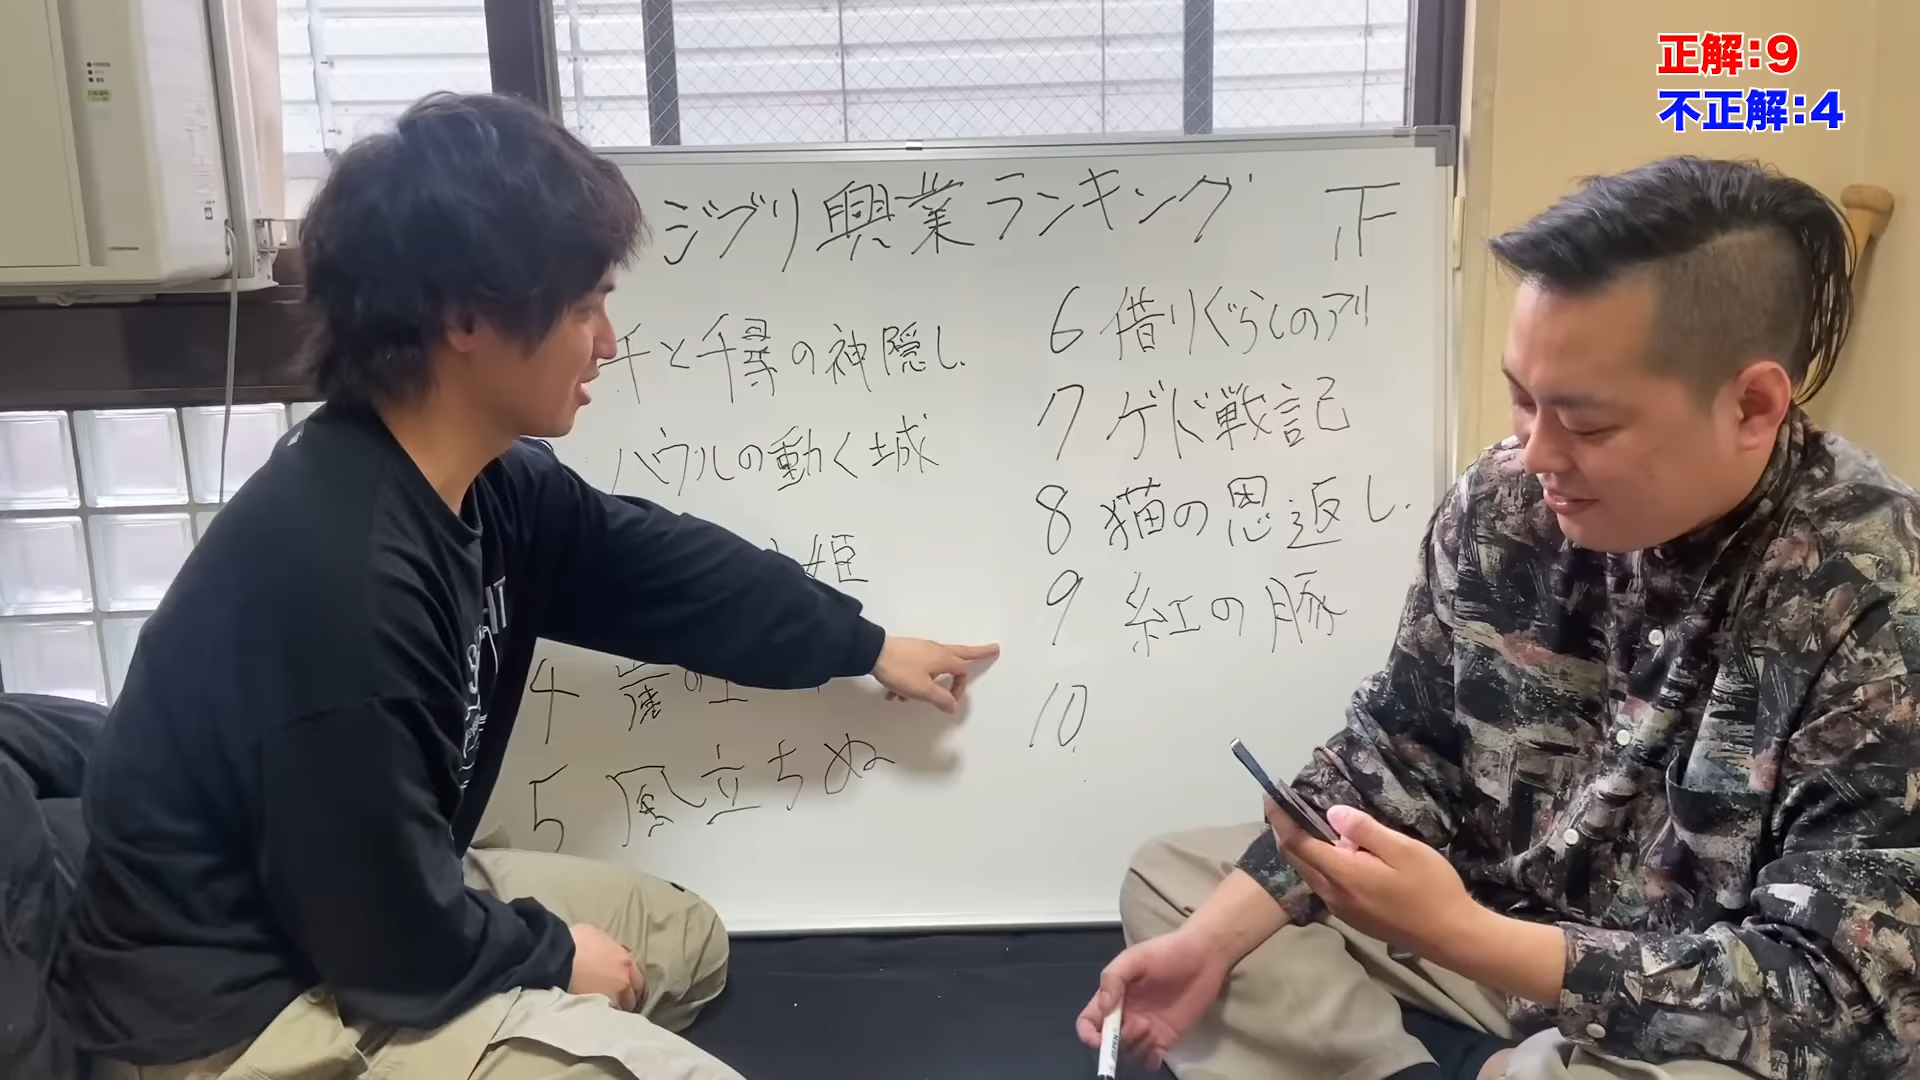 正解:9
不正解:4
ジブリ興業ランキング 正
千と千尋の神隠し
ハウルの動く城
姫
4
5 風立ちぬ
6 借りぐらしのアリ
7 ゲド戦記
8 猫の恩返し
9 紅の豚
10